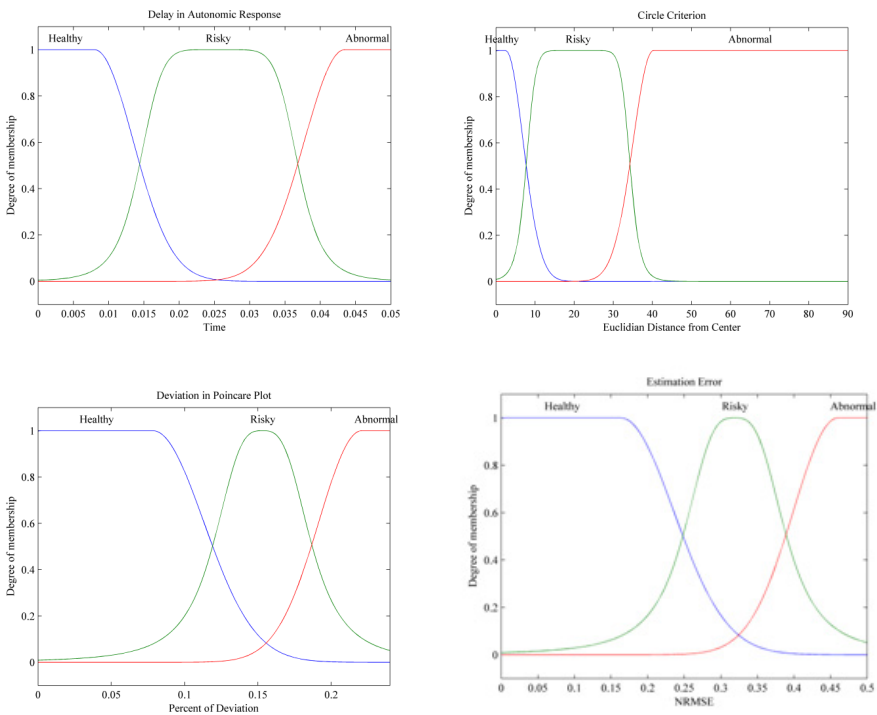 Delay in Autonomic Response
Healthy Risky Abnormal
Degree of membership
1
0.8
0.6
0.4
0.2
0
0 0.005 0.01 0.015 0.02 0.025 0.03 0.035 0.04 0.045 0.05
Time
Circle Criterion
Healthy Risky Abnormal
Degree of membership
1
0.8
0.6
0.4
0.2
0
0 10 20 30 40 50 60 70 80 90
Euclidian Distance from Center
Deviation in Poincare Plot
Healthy Risky Abnormal
Degree of membership
1
0.8
0.6
0.4
0.2
0
0 0.05 0.1 0.15 0.2
Percent of Deviation
Estimation Error
Healthy Risky Abnormal
Degree of membership
1
0.8
0.6
0.4
0.2
0
0 0.05 0.1 0.15 0.2 0.25 0.3 0.35 0.4 0.45 0.5
NRMSE